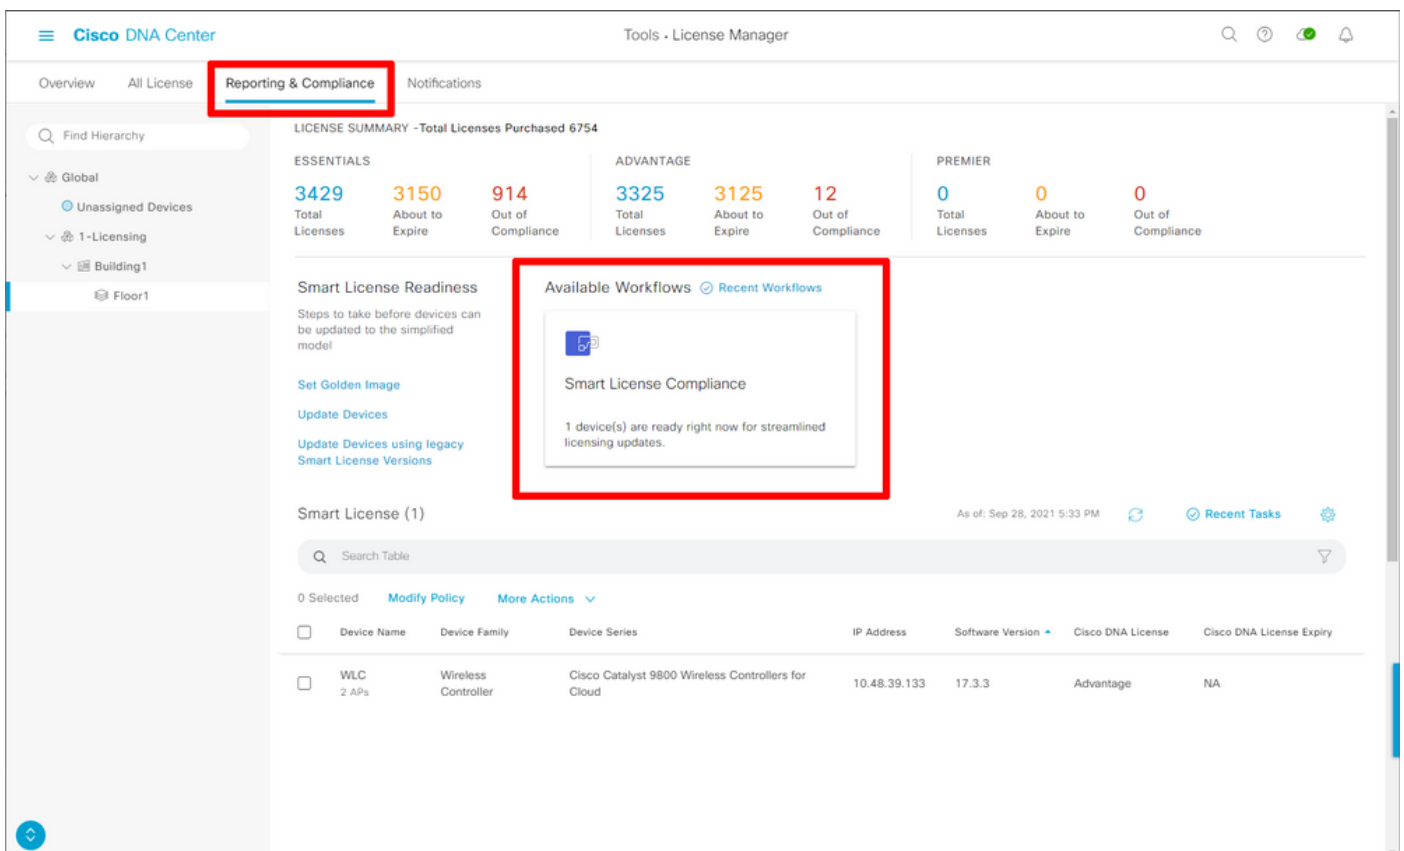 Cisco DNA Center
Tools • License Manager
Overview
All License
Reporting & Compliance
Notifications
Find Hierarchy
Global
Unassigned Devices
1-Licensing
Building1
Floor1
LICENSE SUMMARY -Total Licenses Purchased 6754
ESSENTIALS
3429
Total
Licenses
3150
About to
Expire
914
Out of
Compliance
ADVANTAGE
3325
Total
Licenses
3125
About to
Expire
12
Out of
Compliance
PREMIER
0
Total
Licenses
0
About to
Expire
0
Out of
Compliance
Smart License Readiness
Steps to take before devices can
be updated to the simplified
model
Set Golden Image
Update Devices
Update Devices using legacy
Smart License Versions
Available Workflows
Recent Workflows
Smart License Compliance
1 device(s) are ready right now for streamlined
licensing updates.
Smart License (1)
As of: Sep 28, 2021 5:33 PM
Recent Tasks
Search Table
0 Selected
Modify Policy
More Actions
Device Name
Device Family
Device Series
IP Address
Software Version
Cisco DNA License
Cisco DNA License Expiry
WLC
2 APs
Wireless
Controller
Cisco Catalyst 9800 Wireless Controllers for
Cloud
10.48.39.133
17.3.3
Advantage
NA